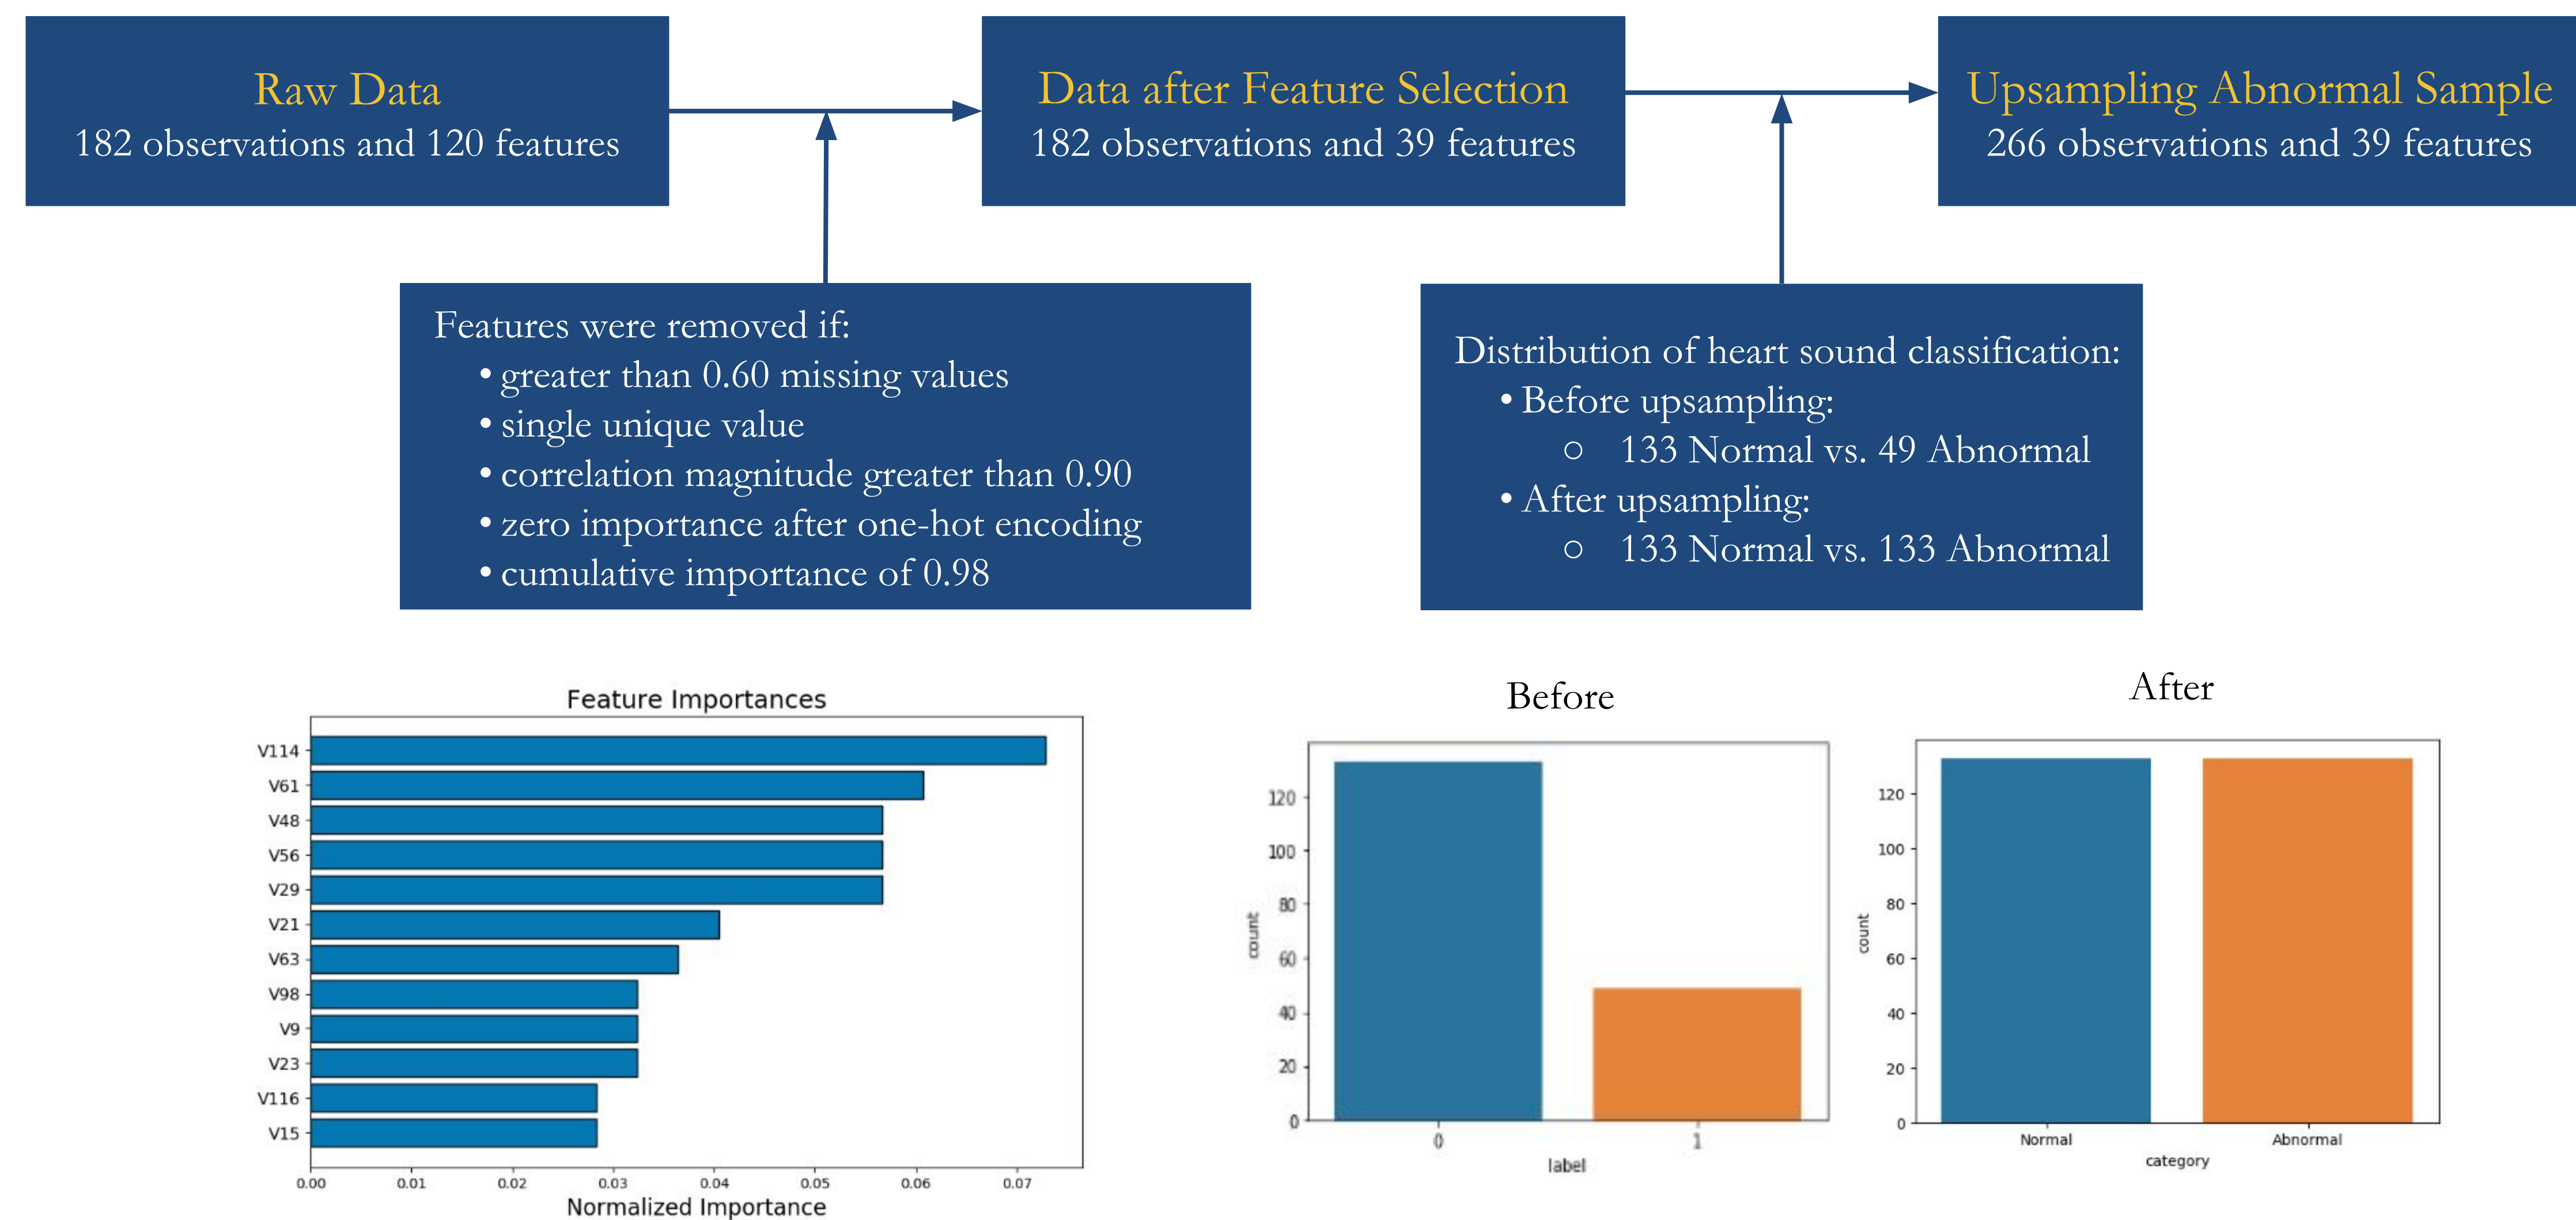 Raw Data
182 observations and 120 features
Data after Feature Selection
182 observations and 39 features
Upsampling Abnormal Sample
266 observations and 39 features
Features were removed if:
• greater than 0.60 missing values
• single unique value
• correlation magnitude greater than 0.90
• zero importance after one-hot encoding
• cumulative importance of 0.98
Distribution of heart sound classification:
• Before upsampling:
○ 133 Normal vs. 49 Abnormal
• After upsampling:
○ 133 Normal vs. 133 Abnormal
Feature Importances
V114
V61
V48
V56
V29
V21
V63
V98
V9
V23
V116
V15
0.00 0.01 0.02 0.03 0.04 0.05 0.06 0.07
Normalized Importance
Before
count
120
100
80
60
40
20
0
0 1
label
After
count
120
100
80
60
40
20
0
Normal Abnormal
category